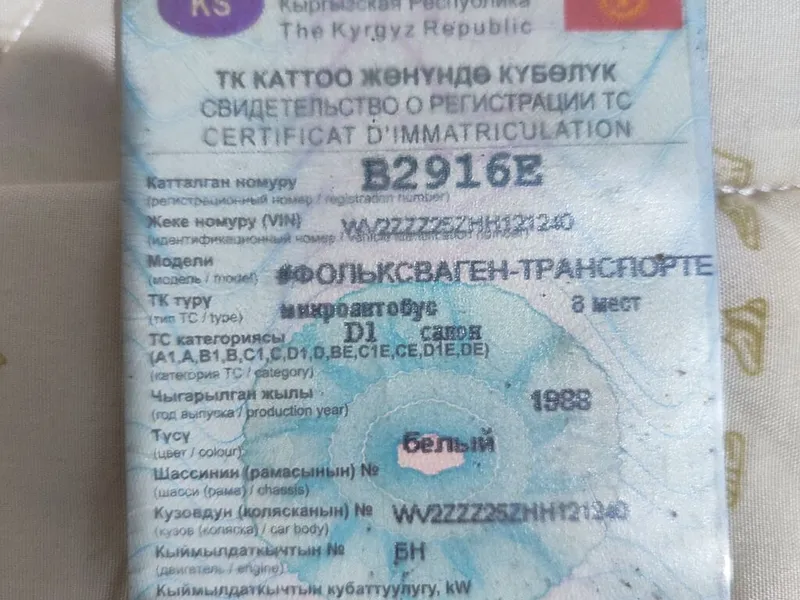 KS
Кыргызская Республика
The Kyrgyz Republic
ТК КАТТОО ЖӨНҮНДӨ КҮБӨЛҮК
СВИДЕТЕЛЬСТВО О РЕГИСТРАЦИИ ТС
CERTIFICAT D'IMMATRICULATION
Катталган номуру B2916E
(регистрационный номер / registration number)
Жеке номуру (VIN) WV2ZZZ25ZHH121240
(идентификационный номер / vehicle identification number)
Модели #ФОЛЬКСВАГЕН-ТРАНСПОРТЕ
(модель / model)
ТК түрү микроавтобус 8 мест
(тип ТС / type)
ТС категориясы D1 салон
(A1,A,B1,B,C1,C,D1,D,BE,C1E,CE,D1E,DE)
(категория ТС / category)
Чыгарылган жылы 1988
(год выпуска / production year)
Түсү белый
(цвет / colour)
Шассинин (рамасынын) №
(шасси (рама) / chassis)
Кузовдун (колясканын) № WV2ZZZ25ZHH121240
(кузов (коляска) / car body)
Кыймылдаткычтын № БН
(двигатель / engine)
Кыймылдаткычтын кубаттуулугу, kW